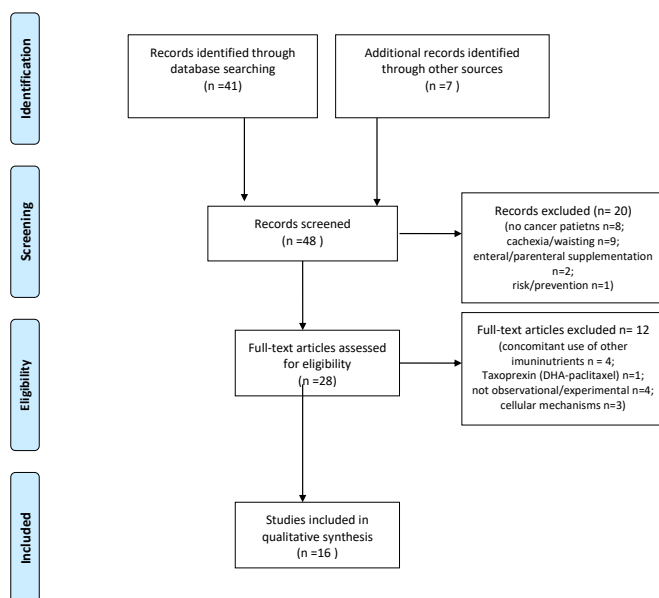 Identification
Records identified through
database searching
(n =41)
Additional records identified
through other sources
(n =7 )
Screening
Records screened
(n =48 )
Records excluded (n= 20)
(no cancer patietns n=8;
cachexia/waisting=9;
enteral/parenteral supplementation
n=2;
risk/prevention n=1)
Eligibility
Full-text articles assessed
for eligibility
(n =28)
Full-text articles excluded n= 12
(concomitant use of other
imuninutrients n = 4;
Taxoprexin (DHA-paclitaxel) n=1;
not observational/experimental n=4;
cellular mechanisms n=3)
Included
Studies included in
qualitative synthesis
(n =16 )